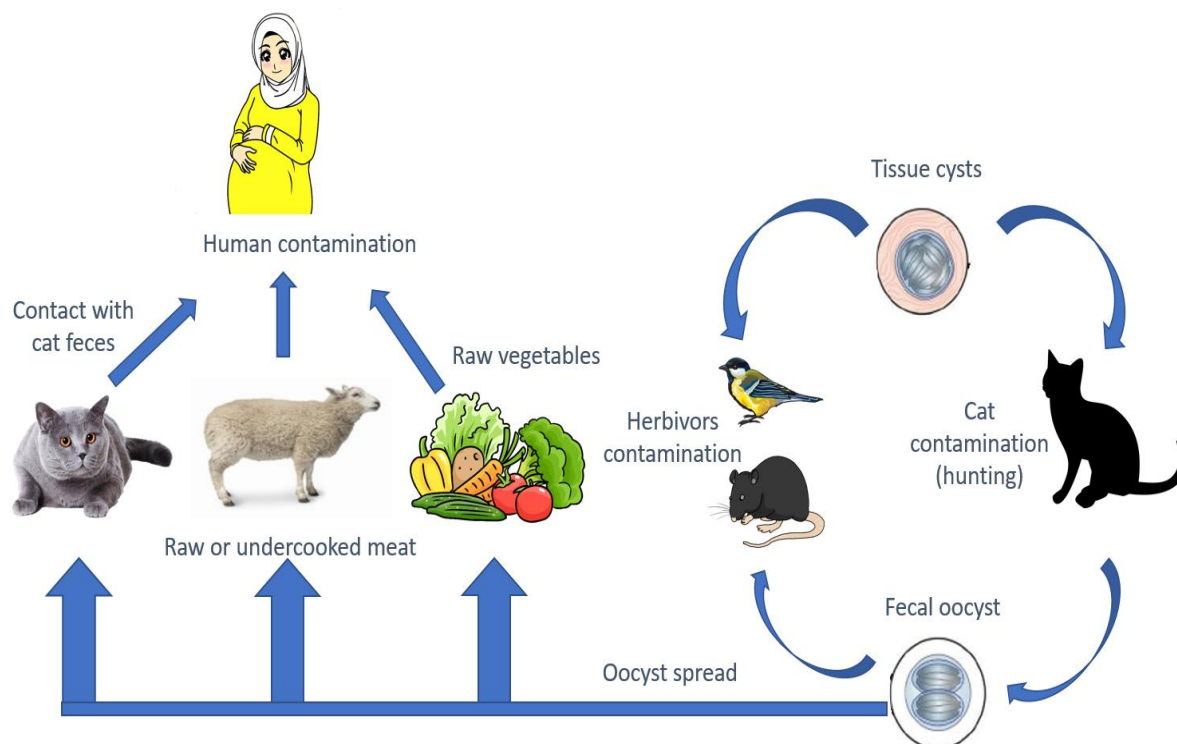 Tissue cysts
Human contamination
Contact with
cat feces
Raw vegetables
Herbivors
contamination
Cat
contamination
(hunting)
Raw or undercooked meat
Fecal oocyst
Oocyst spread